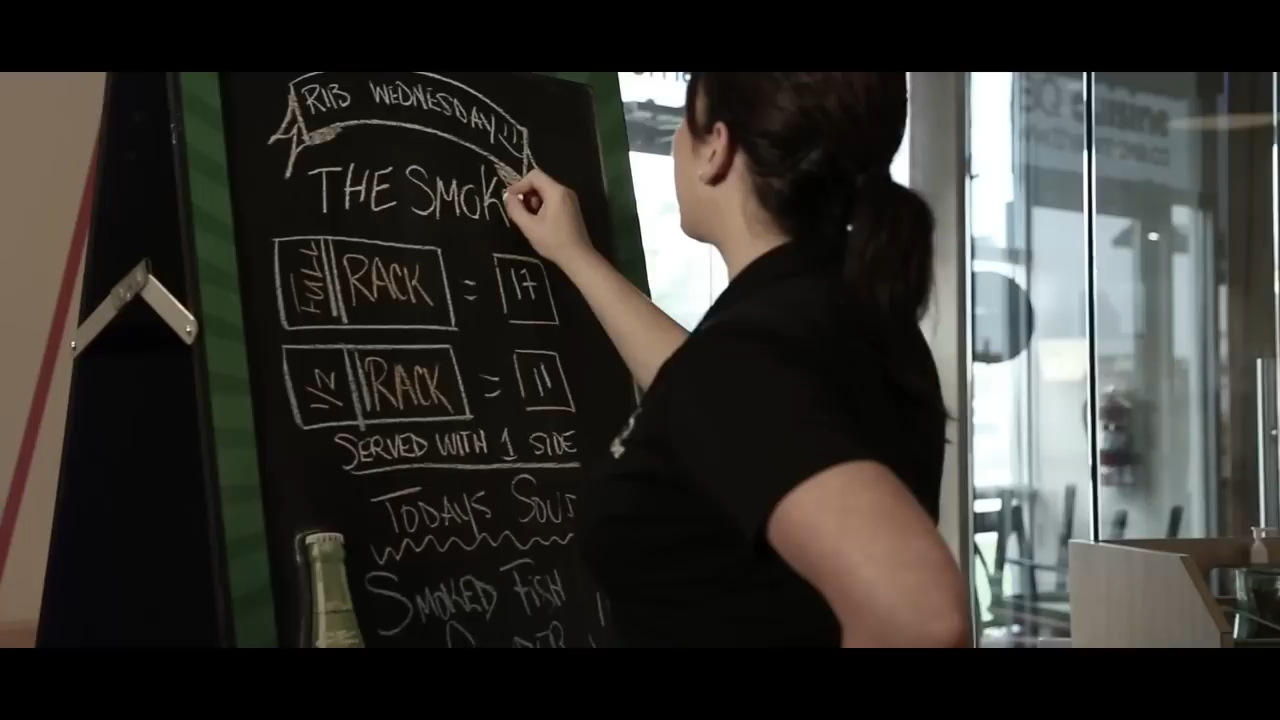 RIB WEDNESDAY!!
THE SMOK
FULL RACK = 17
1/2 RACK = 11
SERVED WITH 1 SIDE
TODAYS SOU
SMOKED FISH